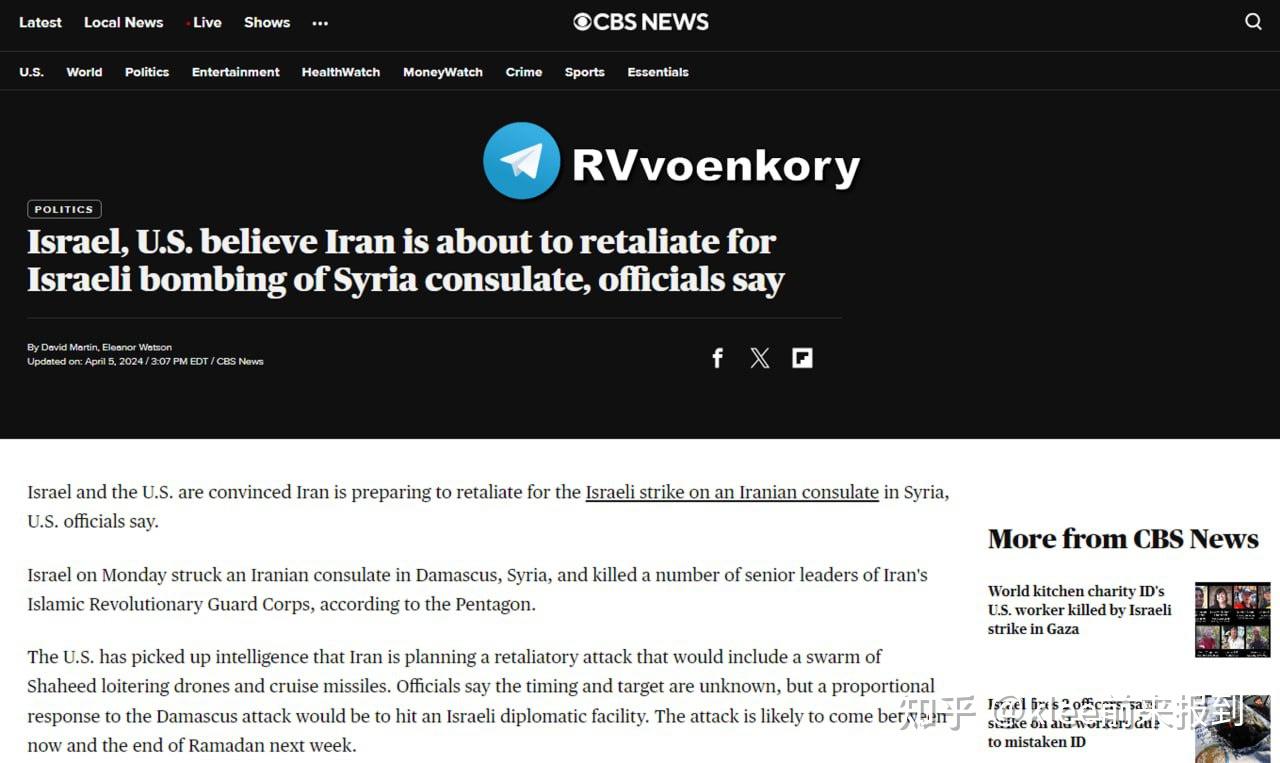 Latest Local News Live Shows
CBS NEWS
U.S. World Politics Entertainment HealthWatch MoneyWatch Crime Sports Essentials
RVvoenkory
POLITICS
Israel, U.S. believe Iran is about to retaliate for
Israeli bombing of Syria consulate, officials say
By David Martin, Eleanor Watson
Updated on: April 5, 2024 / 3:07 PM EDT / CBS News
Israel and the U.S. are convinced Iran is preparing to retaliate for the Israeli strike on an Iranian consulate in Syria,
U.S. officials say.
Israel on Monday struck an Iranian consulate in Damascus, Syria, and killed a number of senior leaders of Iran's
Islamic Revolutionary Guard Corps, according to the Pentagon.
The U.S. has picked up intelligence that Iran is planning a retaliatory attack that would include a swarm of
Shaheed loitering drones and cruise missiles. Officials say the timing and target are unknown, but a proportional
response to the Damascus attack would be to hit an Israeli diplomatic facility. The attack is likely to come between
now and the end of Ramadan next week.
More from CBS News
World kitchen charity ID's
U.S. worker killed by Israeli
strike in Gaza
Israel fires 2 officers, says
strike on aid workers due
to mistaken ID
知乎 @klee前来报到